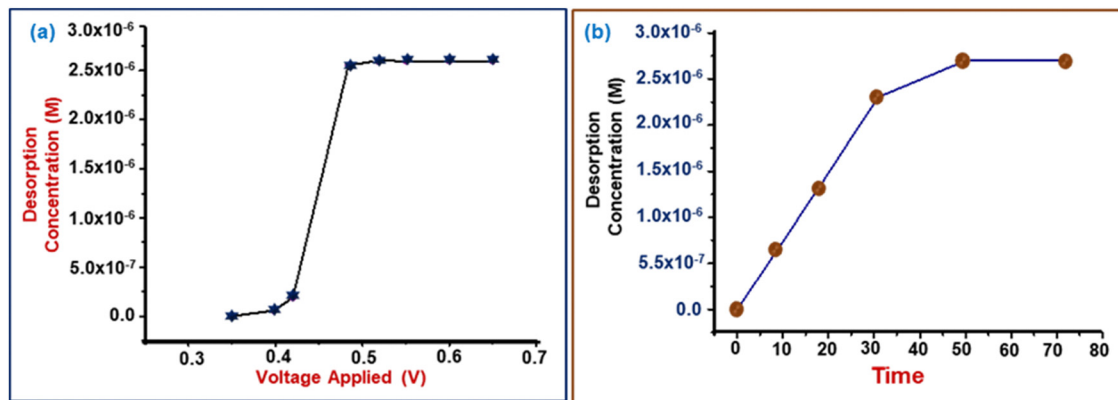 (a)
3.0x10⁻⁶
2.5x10⁻⁶
2.0x10⁻⁶
1.5x10⁻⁶
1.0x10⁻⁶
5.0x10⁻⁷
0.0
Desorption
Concentration (M)
0.3 0.4 0.5 0.6 0.7
Voltage Applied (V)
(b)
3.0x10⁻⁶
2.5x10⁻⁶
2.0x10⁻⁶
1.5x10⁻⁶
1.0x10⁻⁶
5.5x10⁻⁷
0.0
Desorption
Concentration (M)
0 10 20 30 40 50 60 70 80
Time